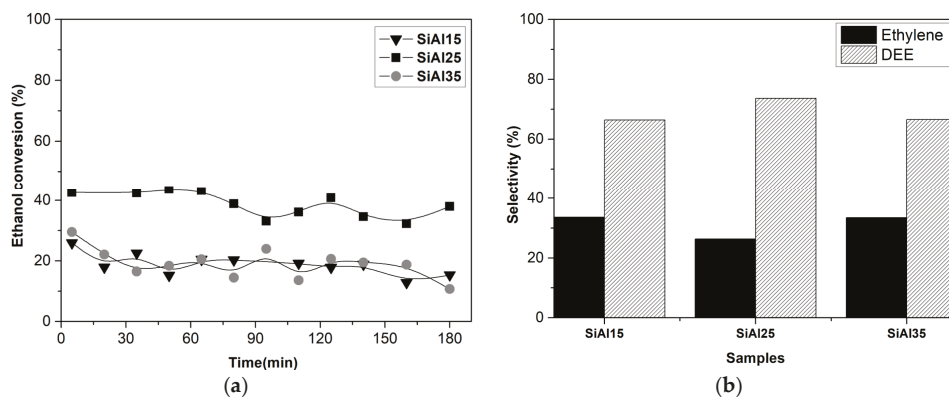 100
80
60
40
20
0
Ethanol conversion (%)
SiAl15
SiAl25
SiAl35
0 30 60 90 120 150 180
Time(min)
(a)
100
80
60
40
20
0
Selectivity (%)
Ethylene
DEE
SiAl15 SiAl25 SiAl35
Samples
(b)